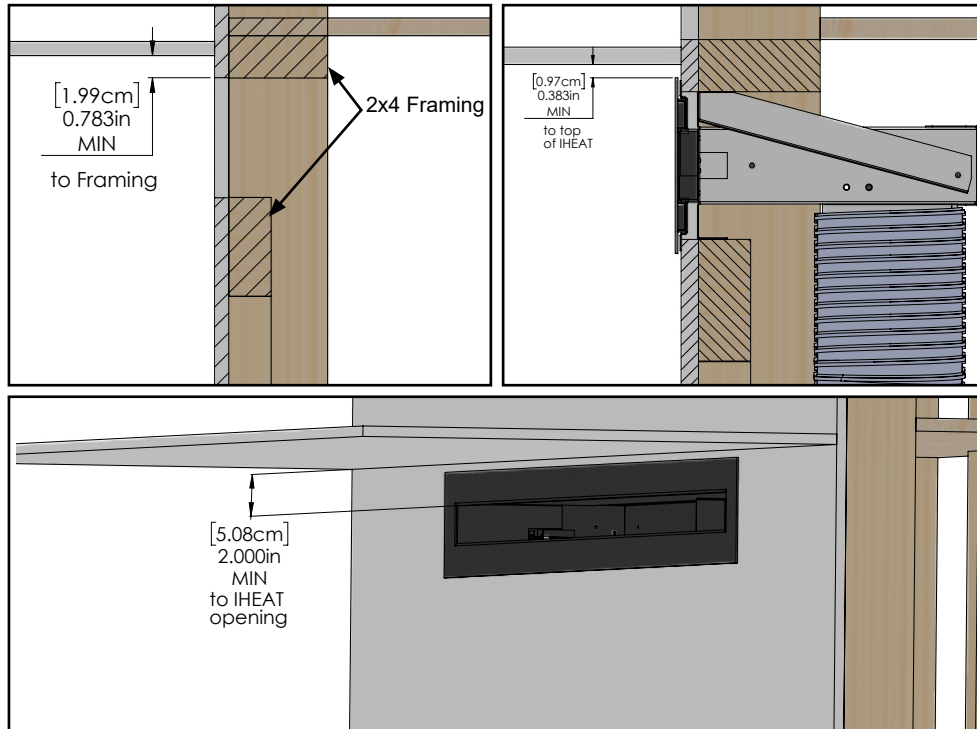 [1.99cm]
0.783in
MIN
to Framing
2x4 Framing
[0.97cm]
0.383in
MIN
to top
of IHEAT
[5.08cm]
2.000in
MIN
to IHEAT
opening